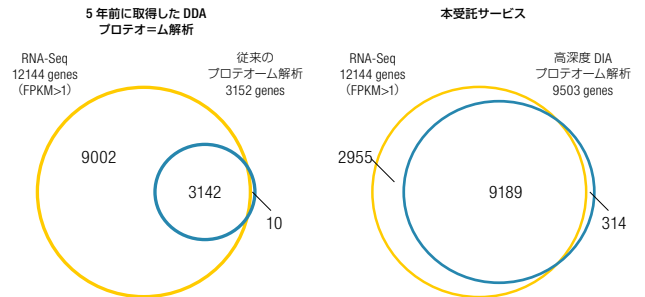 5 年前に取得した DDA
プロテオ=ム解析
RNA-Seq
12144 genes
（FPKM>1）
従来の
プロテオーム解析
3152 genes
9002
3142
10
本受託サービス
RNA-Seq
12144 genes
（FPKM>1）
高深度 DIA
プロテオーム解析
9503 genes
2955
9189
314